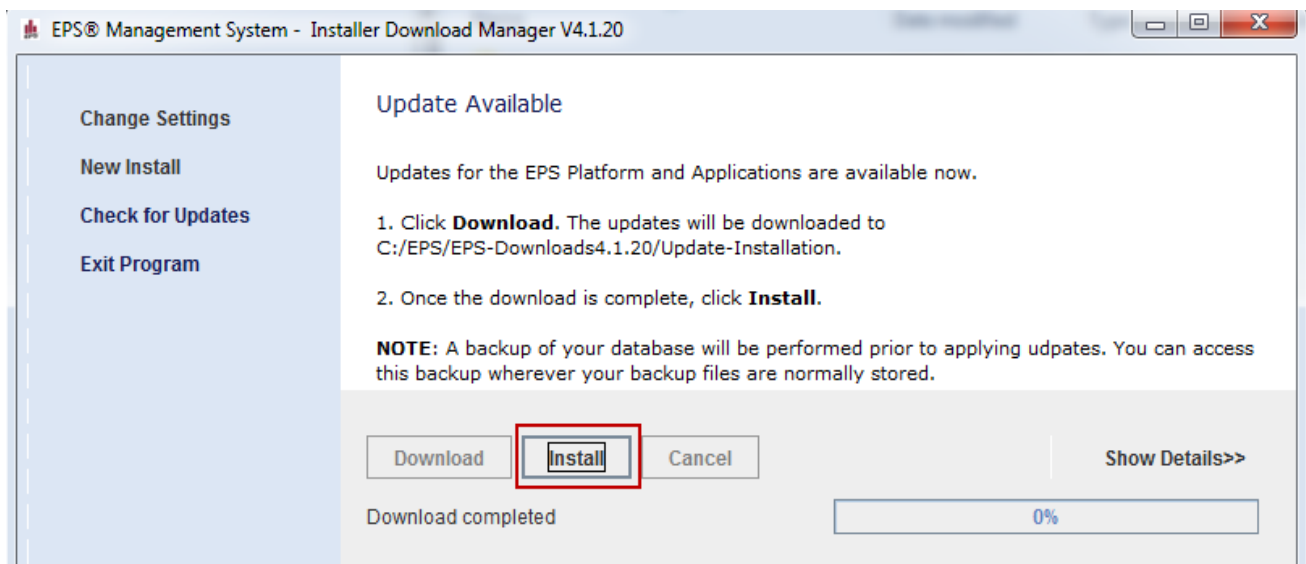 EPS® Management System - Installer Download Manager V4.1.20
Date modified
Change Settings
New Install
Check for Updates
Exit Program
Update Available
Updates for the EPS Platform and Applications are available now.
1. Click Download. The updates will be downloaded to
C:/EPS/EPS-Downloads4.1.20/Update-Installation.
2. Once the download is complete, click Install.
NOTE: A backup of your database will be performed prior to applying udpates. You can access
this backup wherever your backup files are normally stored.
Download
Install
Cancel
Show Details>>
Download completed
0%